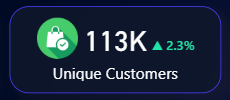 113K ▲ 2.3%
Unique Customers